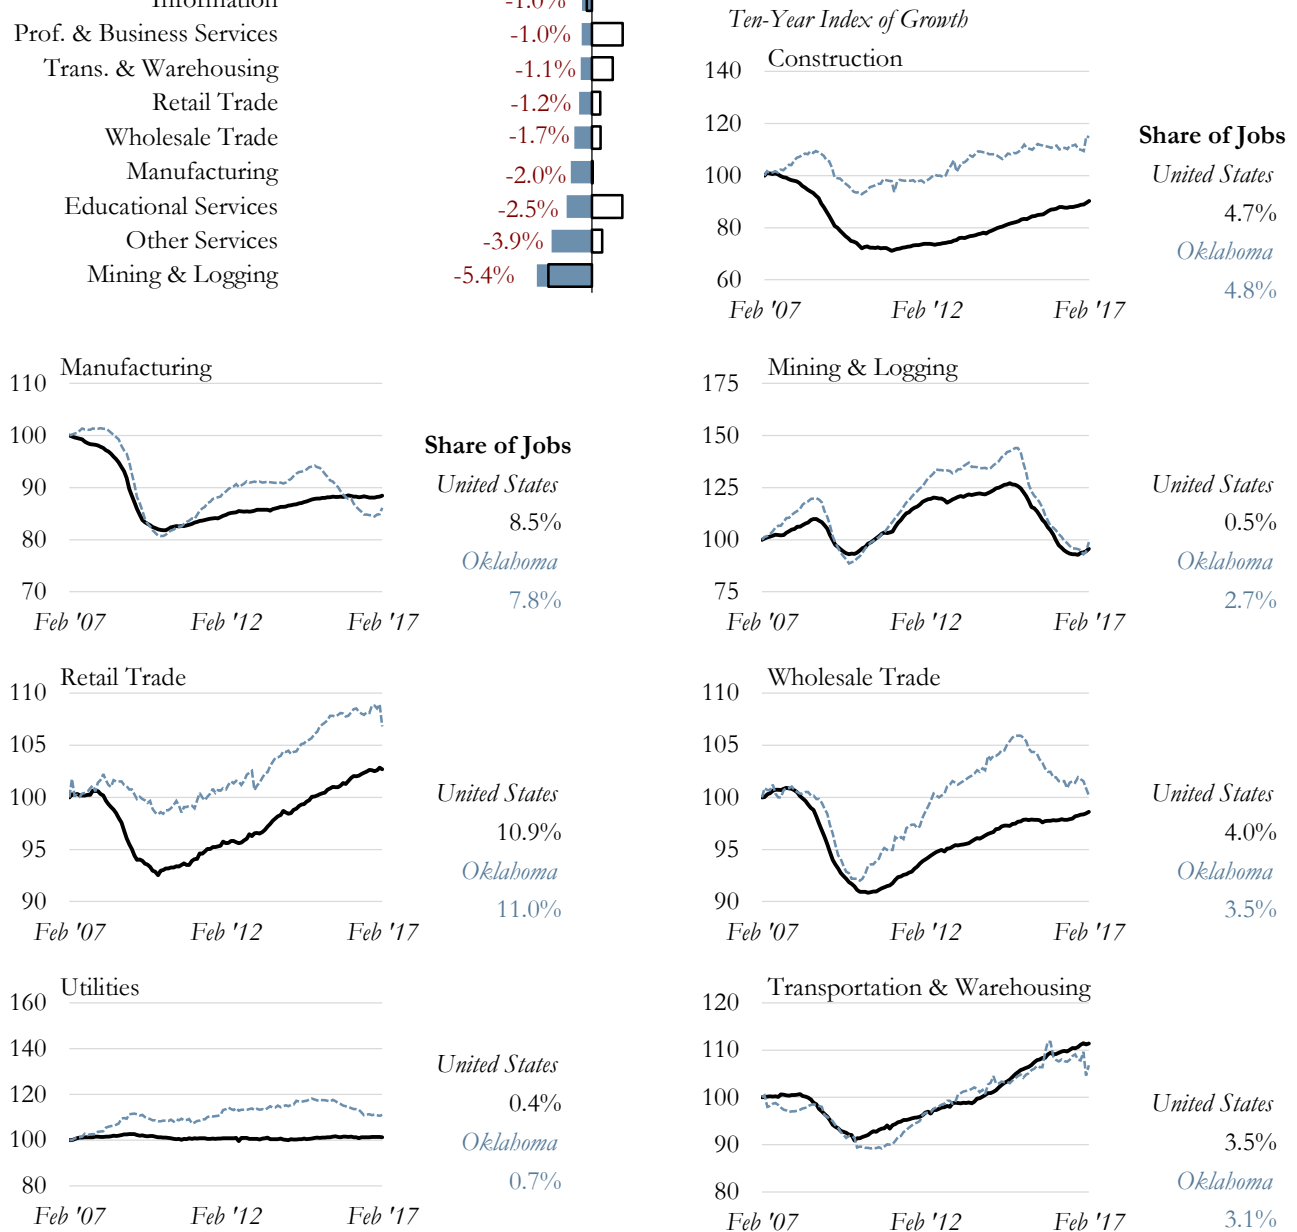 Information -1.0%
Prof. & Business Services -1.0%
Trans. & Warehousing -1.1%
Retail Trade -1.2%
Wholesale Trade -1.7%
Manufacturing -2.0%
Educational Services -2.5%
Other Services -3.9%
Mining & Logging -5.4%
Ten-Year Index of Growth
Construction
140
120
100
80
60
Feb '07 Feb '12 Feb '17
Share of Jobs
United States
4.7%
Oklahoma
4.8%
Manufacturing
110
100
90
80
70
Feb '07 Feb '12 Feb '17
Share of Jobs
United States
8.5%
Oklahoma
7.8%
Mining & Logging
175
150
125
100
75
Feb '07 Feb '12 Feb '17
United States
0.5%
Oklahoma
2.7%
Retail Trade
110
105
100
95
90
Feb '07 Feb '12 Feb '17
United States
10.9%
Oklahoma
11.0%
Wholesale Trade
110
105
100
95
90
Feb '07 Feb '12 Feb '17
United States
4.0%
Oklahoma
3.5%
Utilities
160
140
120
100
80
Feb '07 Feb '12 Feb '17
United States
0.4%
Oklahoma
0.7%
Transportation & Warehousing
120
110
100
90
80
Feb '07 Feb '12 Feb '17
United States
3.5%
Oklahoma
3.1%